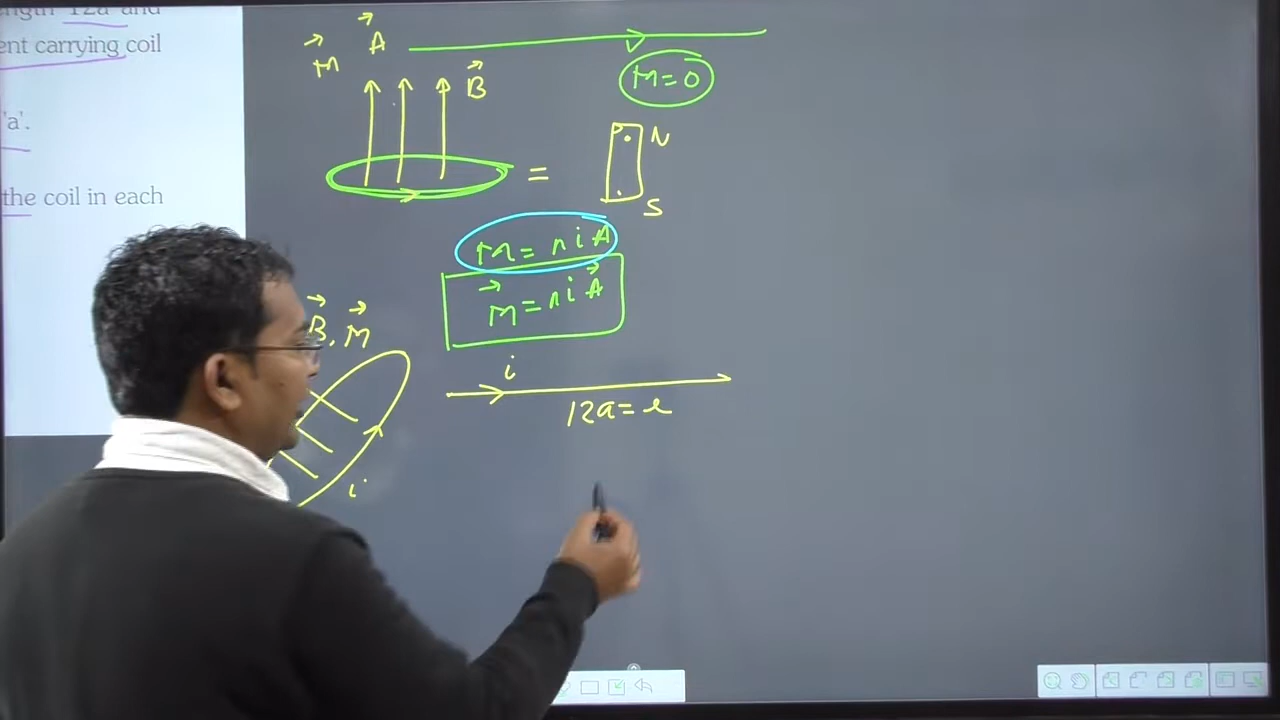 ngth 12a and
ent carrying coil
'a'.
the coil in each
M⃗ A⃗
B⃗
M = 0
=
N
S
M = n i A
M⃗ = n i A⃗
B⃗, M⃗
i
i
12a = l